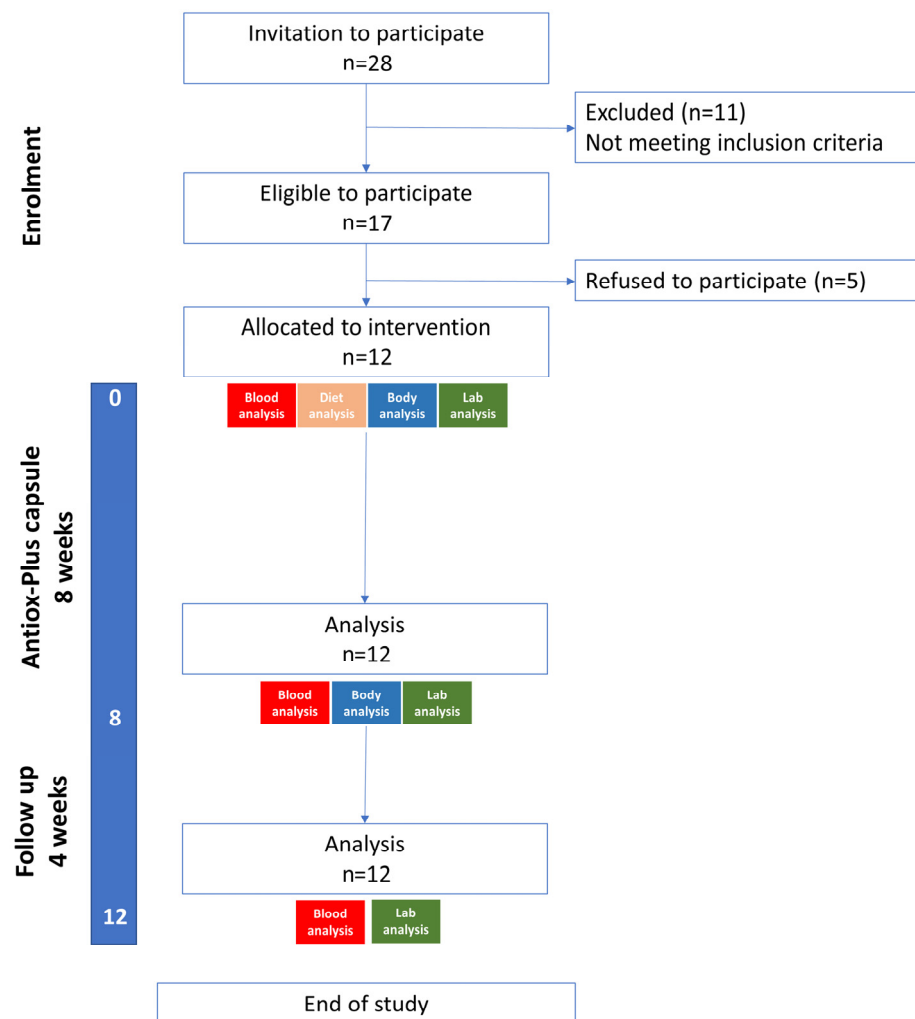 Invitation to participate
n=28
Excluded (n=11)
Not meeting inclusion criteria
Enrolment
Eligible to participate
n=17
Refused to participate (n=5)
Allocated to intervention
n=12
0
Blood
analysis
Diet
analysis
Body
analysis
Lab
analysis
Antiox-Plus capsule
8 weeks
Analysis
n=12
8
Blood
analysis
Body
analysis
Lab
analysis
Follow up
4 weeks
Analysis
n=12
12
Blood
analysis
Lab
analysis
End of study